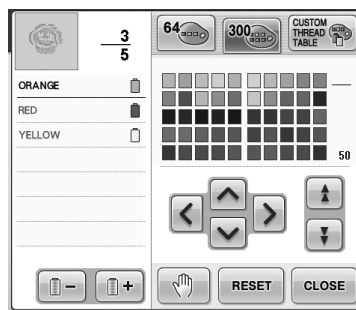 3
5
64
300
CUSTOM
THREAD
TABLE
ORANGE
RED
YELLOW
50
RESET
CLOSE